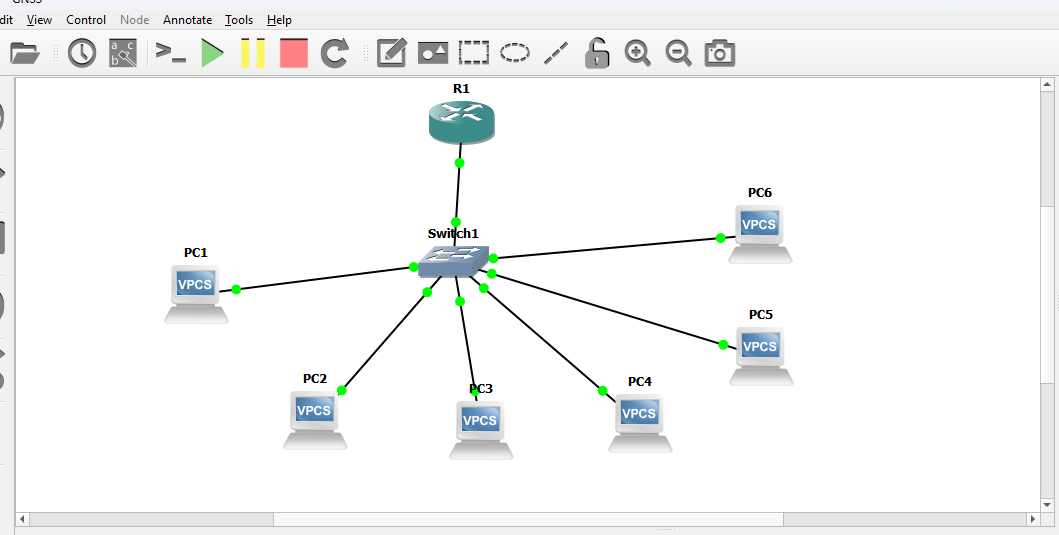 dit View Control Node Annotate Tools Help
R1
PC6
VPCS
Switch1
PC1
VPCS
PC5
VPCS
PC2
VPCS
PC3
VPCS
PC4
VPCS